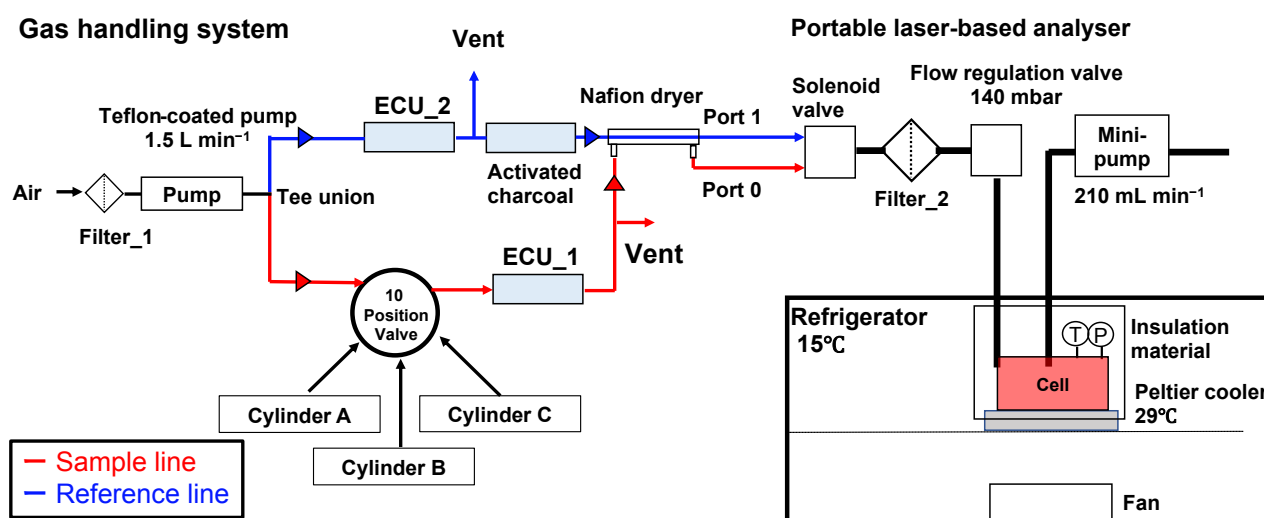 Gas handling system
Portable laser-based analyser
Vent
Flow regulation valve
140 mbar
Solenoid
valve
Teflon-coated pump
1.5 L min⁻¹
ECU_2
Nafion dryer
Port 1
Mini-
pump
Air
Pump
Tee union
Activated
charcoal
Port 0
Filter_2
210 mL min⁻¹
Filter_1
ECU_1
Vent
10
Position
Valve
Refrigerator
15℃
T
P
Insulation
material
Cell
Peltier cooler
29℃
Cylinder A
Cylinder C
Cylinder B
Sample line
Reference line
Fan